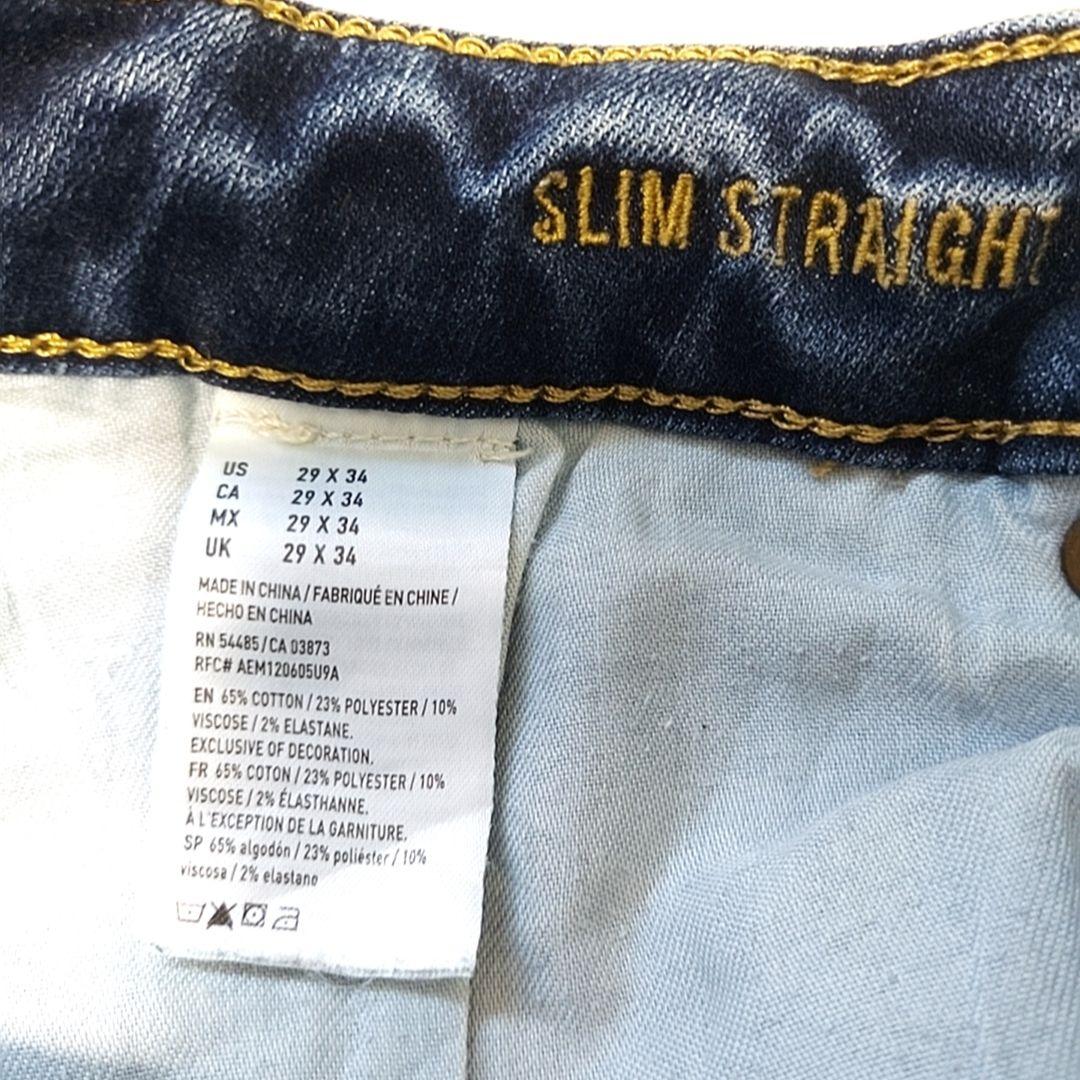 SLIM STRAIGHT
US 29 X 34
CA 29 X 34
MX 29 X 34
UK 29 X 34
MADE IN CHINA / FABRIQUÉ EN CHINE /
HECHO EN CHINA
RN 54485 / CA 03873
RFC# AEM120605U9A
EN 65% COTTON / 23% POLYESTER / 10%
VISCOSE / 2% ELASTANE.
EXCLUSIVE OF DECORATION.
FR 65% COTON / 23% POLYESTER / 10%
VISCOSE / 2% ÉLASTHANNE.
À L'EXCEPTION DE LA GARNITURE.
SP 65% algodón / 23% poliéster / 10%
viscosa / 2% elastano